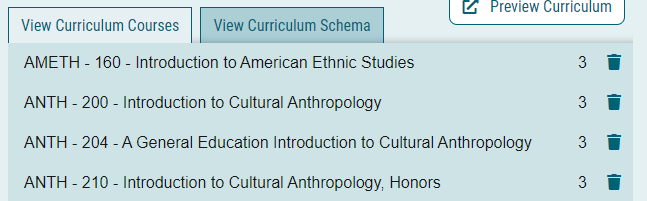 Preview Curriculum
View Curriculum Courses View Curriculum Schema
AMETH - 160 - Introduction to American Ethnic Studies 3
ANTH - 200 - Introduction to Cultural Anthropology 3
ANTH - 204 - A General Education Introduction to Cultural Anthropology 3
ANTH - 210 - Introduction to Cultural Anthropology, Honors 3